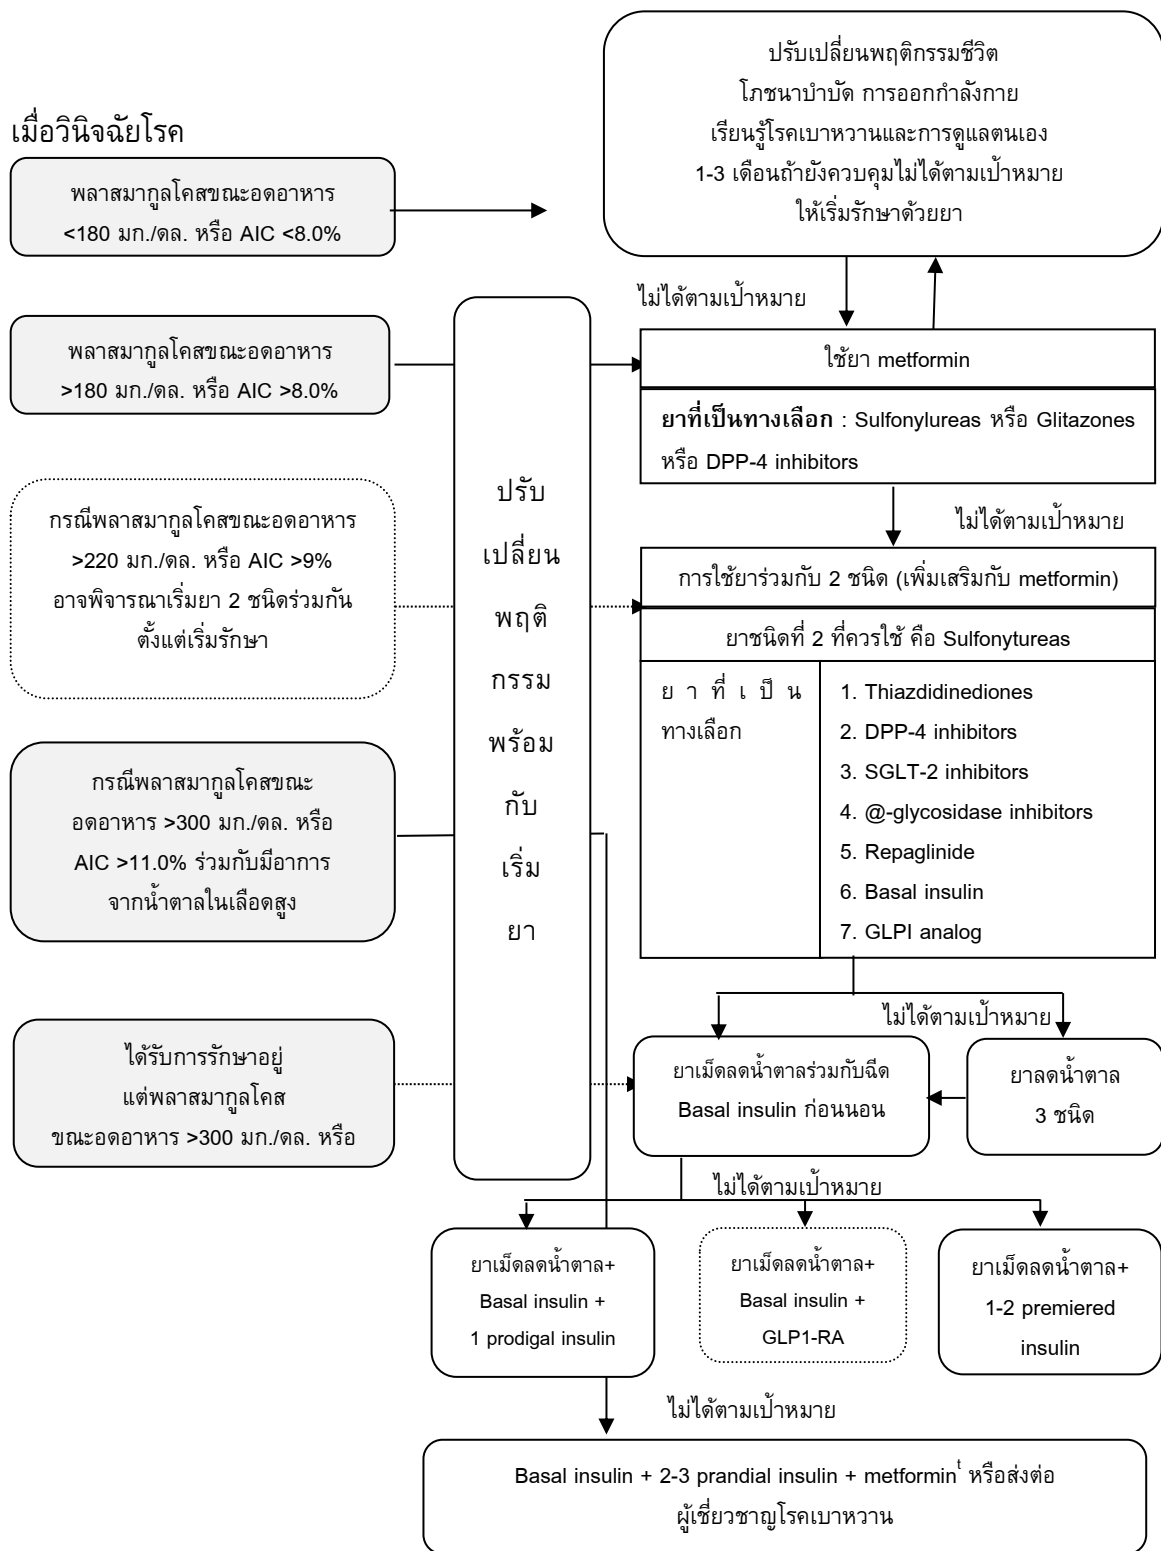 ปรับเปลี่ยนพฤติกรรมชีวิต
โภชนาบำบัด การออกกำลังกาย
เรียนรู้โรคเบาหวานและการดูแลตนเอง
1-3 เดือนถ้ายังควบคุมไม่ได้ตามเป้าหมาย
ให้เริ่มรักษาด้วยยา
เมื่อวินิจฉัยโรค
พลาสมากูลโคสขณะอดอาหาร
<180 มก./ดล. หรือ AIC <8.0%
ไม่ได้ตามเป้าหมาย
พลาสมากูลโคสขณะอดอาหาร
>180 มก./ดล. หรือ AIC >8.0%
ใช้ยา metformin
ยาที่เป็นทางเลือก : Sulfonylureas หรือ Glitazones
หรือ DPP-4 inhibitors
ไม่ได้ตามเป้าหมาย
กรณีพลาสมากูลโคสขณะอดอาหาร
>220 มก./ดล. หรือ AIC >9%
อาจพิจารณาเริ่มยา 2 ชนิดร่วมกัน
ตั้งแต่เริ่มรักษา
ปรับ
เปลี่ยน
พฤติ
กรรม
พร้อม
กับ
เริ่ม
ยา
การใช้ยาร่วมกับ 2 ชนิด (เพิ่มเสริมกับ metformin)
ยาชนิดที่ 2 ที่ควรใช้ คือ Sulfonytureas
ย า ที่ เ ป็ น
ทางเลือก
1. Thiazdidinediones
2. DPP-4 inhibitors
3. SGLT-2 inhibitors
4. @-glycosidase inhibitors
5. Repaglinide
6. Basal insulin
7. GLPI analog
กรณีพลาสมากูลโคสขณะ
อดอาหาร >300 มก./ดล. หรือ
AIC >11.0% ร่วมกับมีอาการ
จากน้ำตาลในเลือดสูง
ไม่ได้ตามเป้าหมาย
ได้รับการรักษาอยู่
แต่พลาสมากูลโคส
ขณะอดอาหาร >300 มก./ดล. หรือ
ยาเม็ดลดน้ำตาลร่วมกับฉีด
Basal insulin ก่อนนอน
ยาลดน้ำตาล
3 ชนิด
ไม่ได้ตามเป้าหมาย
ยาเม็ดลดน้ำตาล+
Basal insulin +
1 prodigal insulin
ยาเม็ดลดน้ำตาล+
Basal insulin +
GLP1-RA
ยาเม็ดลดน้ำตาล+
1-2 premiered
insulin
ไม่ได้ตามเป้าหมาย
Basal insulin + 2-3 prandial insulin + metformin^t หรือส่งต่อ
ผู้เชี่ยวชาญโรคเบาหวาน